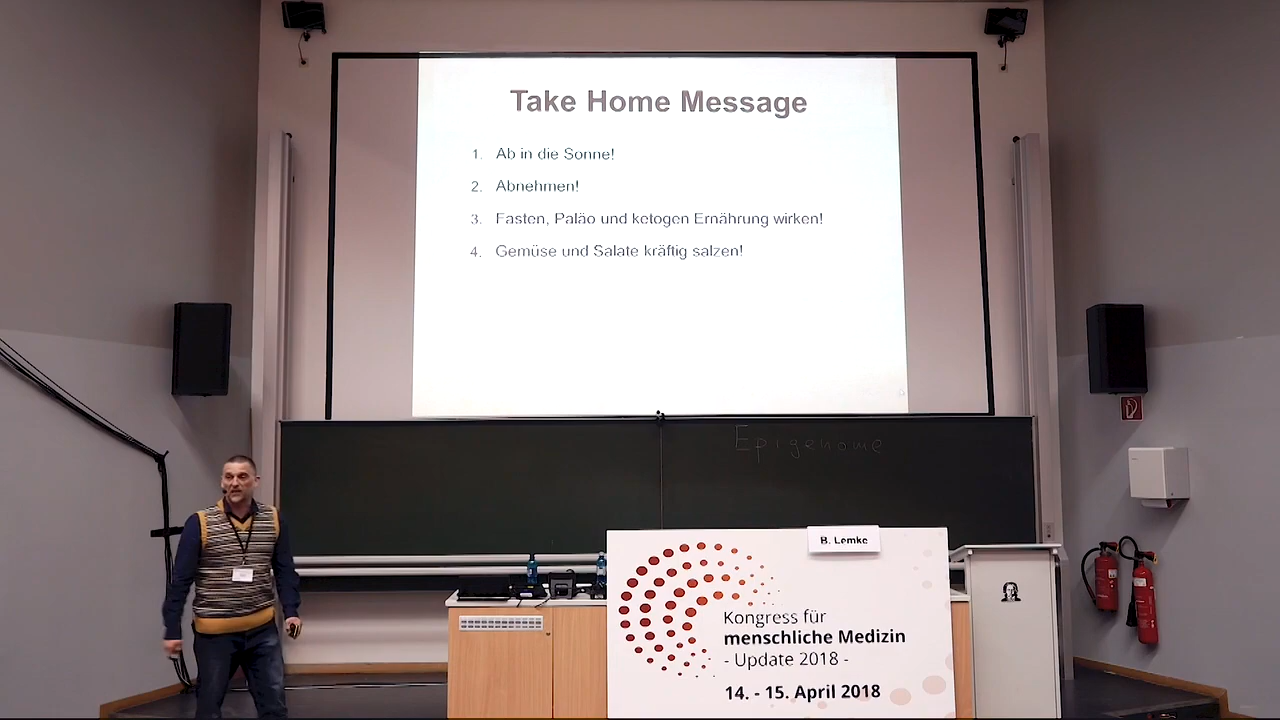 Take Home Message
1. Ab in die Sonne!
2. Abnehmen!
3. Fasten, Paläo und ketogen Ernährung wirken!
4. Gemüse und Salate kräftig salzen!
Epigenome
B. Lemke
Kongress für
menschliche Medizin
- Update 2018 -
14. - 15. April 2018